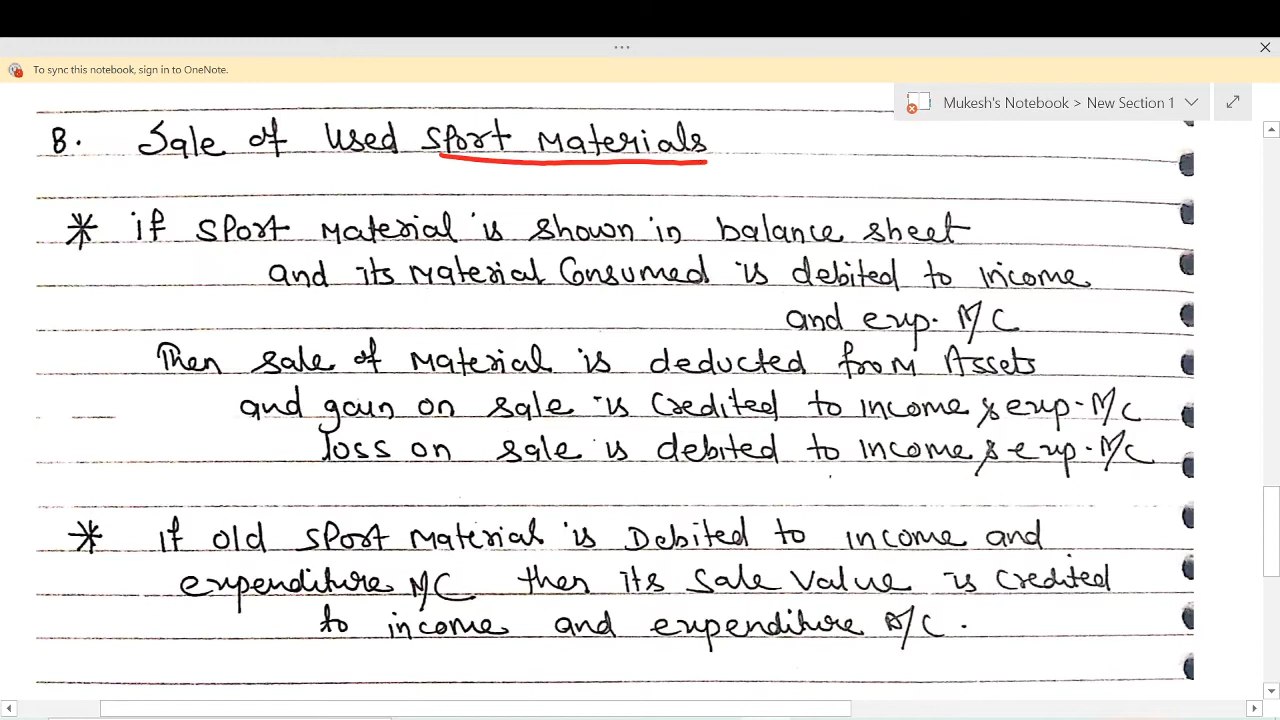 To sync this notebook, sign in to OneNote.
Mukesh's Notebook > New Section 1
8. Sale of Used Sport Materials
* if sport Material is shown in balance sheet
and its Material Consumed is debited to income
and exp. A/C
Then sale of Material is deducted from Assets
and gain on sale is Credited to income & exp. A/C
loss on sale is debited to income & exp. A/C
* if old sport Material is Debited to income and
expenditure A/C then its Sale Value is Credited
to income and expenditure A/C.